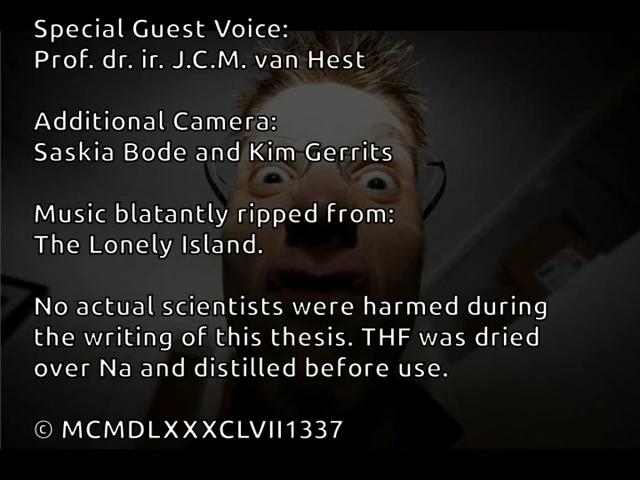 Special Guest Voice:
Prof. dr. ir. J.C.M. van Hest
Additional Camera:
Saskia Bode and Kim Gerrits
Music blatantly ripped from:
The Lonely Island.
No actual scientists were harmed during
the writing of this thesis. THF was dried
over Na and distilled before use.
© MCMDLXXXCLVII1337